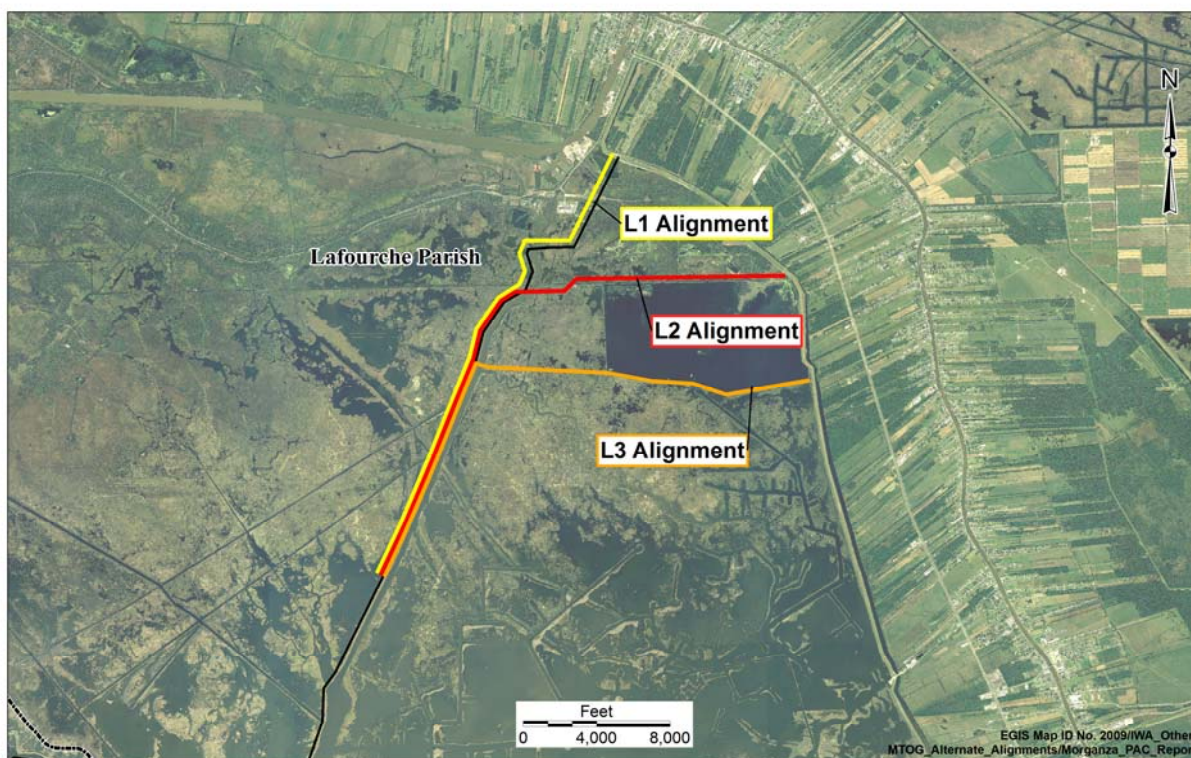 N
L1 Alignment
Lafourche Parish
L2 Alignment
L3 Alignment
Feet
0 4,000 8,000
EGIS Map ID No. 2009/IWA_Other
MTOG_Alternate_Alignments/Morganza_PAC_Report